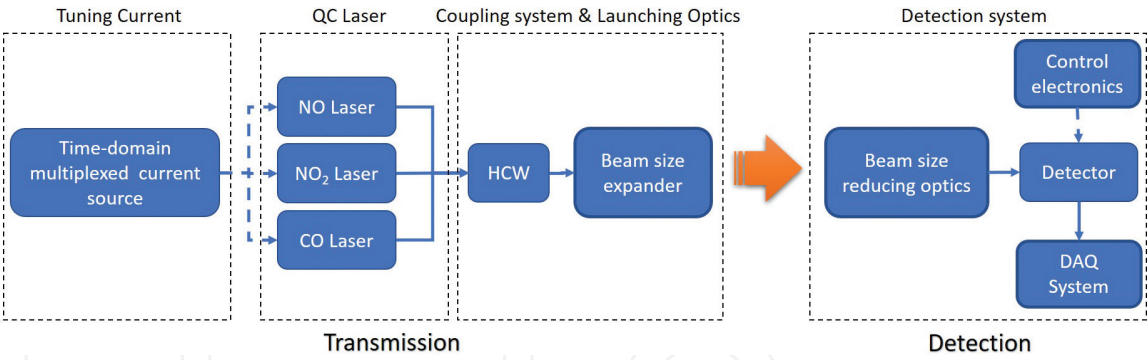 Tuning Current
QC Laser
Coupling system & Launching Optics
Detection system
Time-domain
multiplexed current
source
NO Laser
NO₂ Laser
CO Laser
HCW
Beam size
expander
Beam size
reducing optics
Control
electronics
Detector
DAQ
System
Transmission
Detection